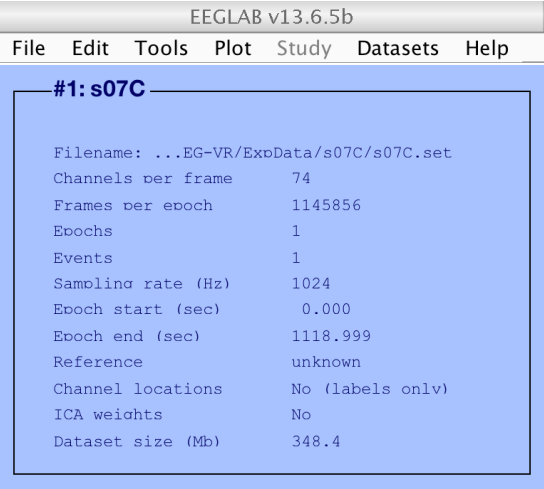 EEGLAB v13.6.5b
File Edit Tools Plot Study Datasets Help
#1: s07C
Filename: ...EG-VR/ExpData/s07C/s07C.set
Channels per frame 74
Frames per epoch 1145856
Epochs 1
Events 1
Sampling rate (Hz) 1024
Epoch start (sec) 0.000
Epoch end (sec) 1118.999
Reference unknown
Channel locations No (labels only)
ICA weights No
Dataset size (Mb) 348.4